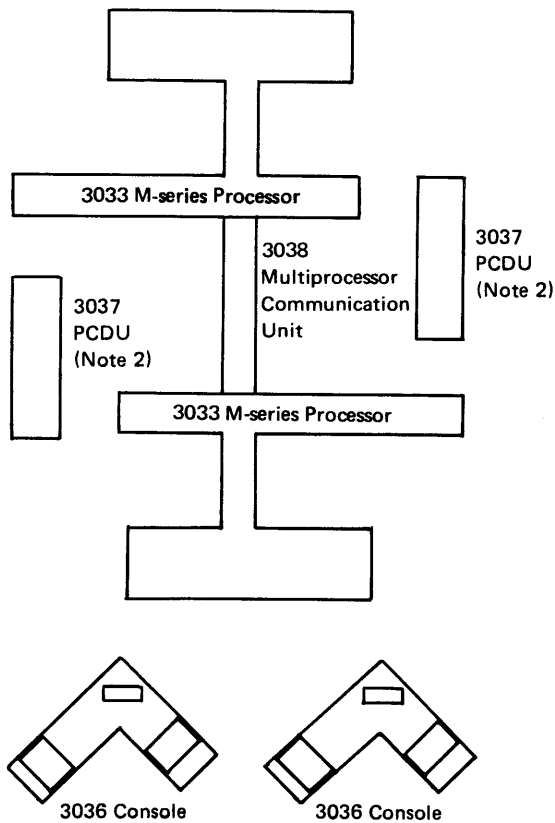 3033 M-series Processor
3038
Multiprocessor
Communication
Unit
3037
PCDU
(Note 2)
3037
PCDU
(Note 2)
3033 M-series Processor
3036 Console
3036 Console